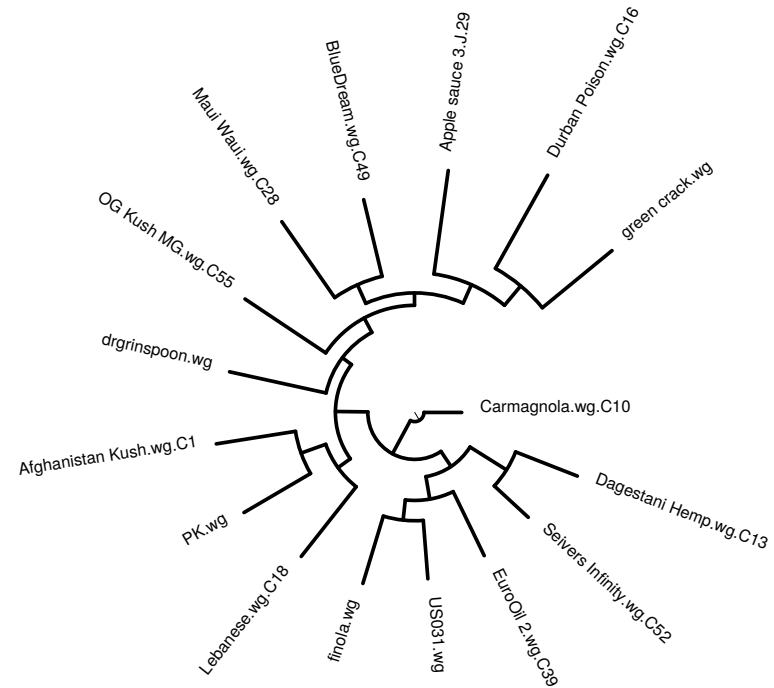 Apple sauce 3.J.29
Durban Poison.wg.C16
BlueDream.wg.C49
Maui Waui.wg.C28
green crack.wg
OG Kush MG.wg.C55
drgrinspoon.wg
Carmagnola.wg.C10
Afghanistan Kush.wg.C1
Dagestani Hemp.wg.C13
PK.wg
Seivers Infinity.wg.C52
Lebanese.wg.C18
EuroOil 2.wg.C39
finola.wg
US031.wg